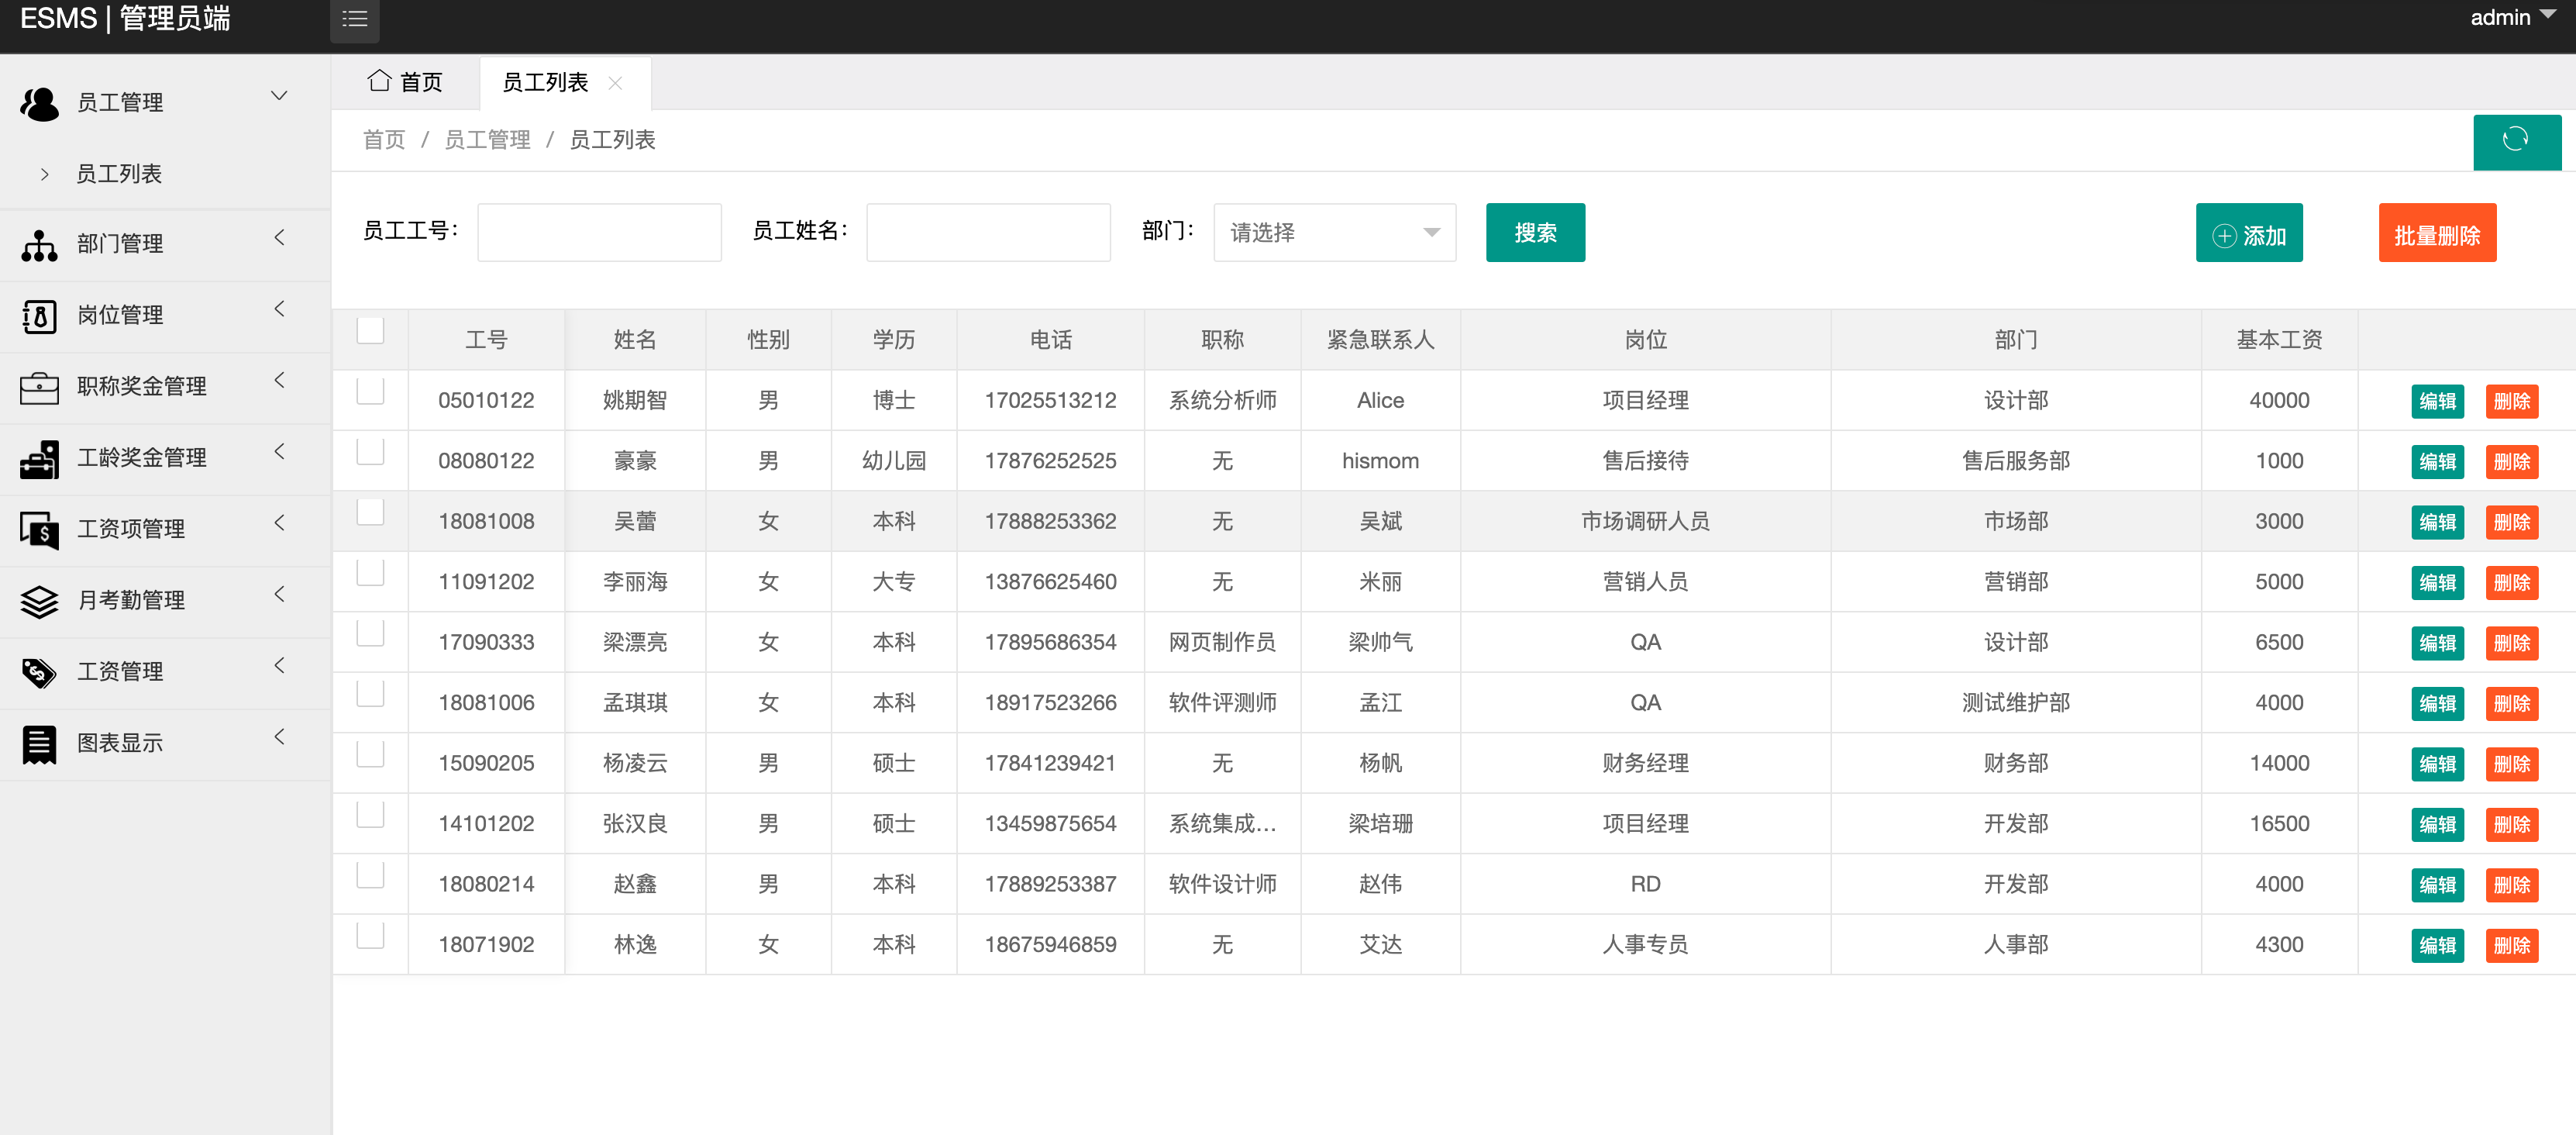 ESMS | 管理员端
admin
员工管理
员工列表
部门管理
岗位管理
职称奖金管理
工龄奖金管理
工资项管理
月考勤管理
工资管理
图表显示
首页 员工列表
首页 / 员工管理 / 员工列表
员工工号： 员工姓名： 部门： 请选择 搜索 添加 批量删除
工号 姓名 性别 学历 电话 职称 紧急联系人 岗位 部门 基本工资
05010122 姚期智 男 博士 17025513212 系统分析师 Alice 项目经理 设计部 40000 编辑 删除
08080122 豪豪 男 幼儿园 17876252525 无 hismom 售后接待 售后服务部 1000 编辑 删除
18081008 吴蕾 女 本科 17888253362 无 吴斌 市场调研人员 市场部 3000 编辑 删除
11091202 李丽海 女 大专 13876625460 无 米丽 营销人员 营销部 5000 编辑 删除
17090333 梁漂亮 女 本科 17895686354 网页制作员 梁帅气 QA 设计部 6500 编辑 删除
18081006 孟琪琪 女 本科 18917523266 软件评测师 孟江 QA 测试维护部 4000 编辑 删除
15090205 杨凌云 男 硕士 17841239421 无 杨帆 财务经理 财务部 14000 编辑 删除
14101202 张汉良 男 硕士 13459875654 系统集成... 梁培珊 项目经理 开发部 16500 编辑 删除
18080214 赵鑫 男 本科 17889253387 软件设计师 赵伟 RD 开发部 4000 编辑 删除
18071902 林逸 女 本科 18675946859 无 艾达 人事专员 人事部 4300 编辑 删除